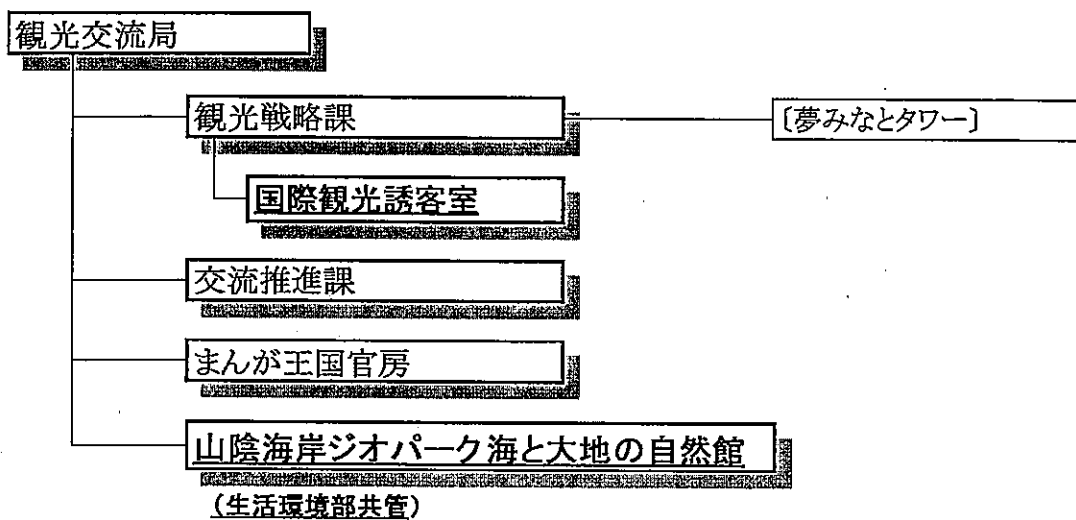 観光交流局
観光戦略課
〔夢みなとタワー〕
国際観光誘客室
交流推進課
まんが王国官房
山陰海岸ジオパーク海と大地の自然館
(生活環境部共管)